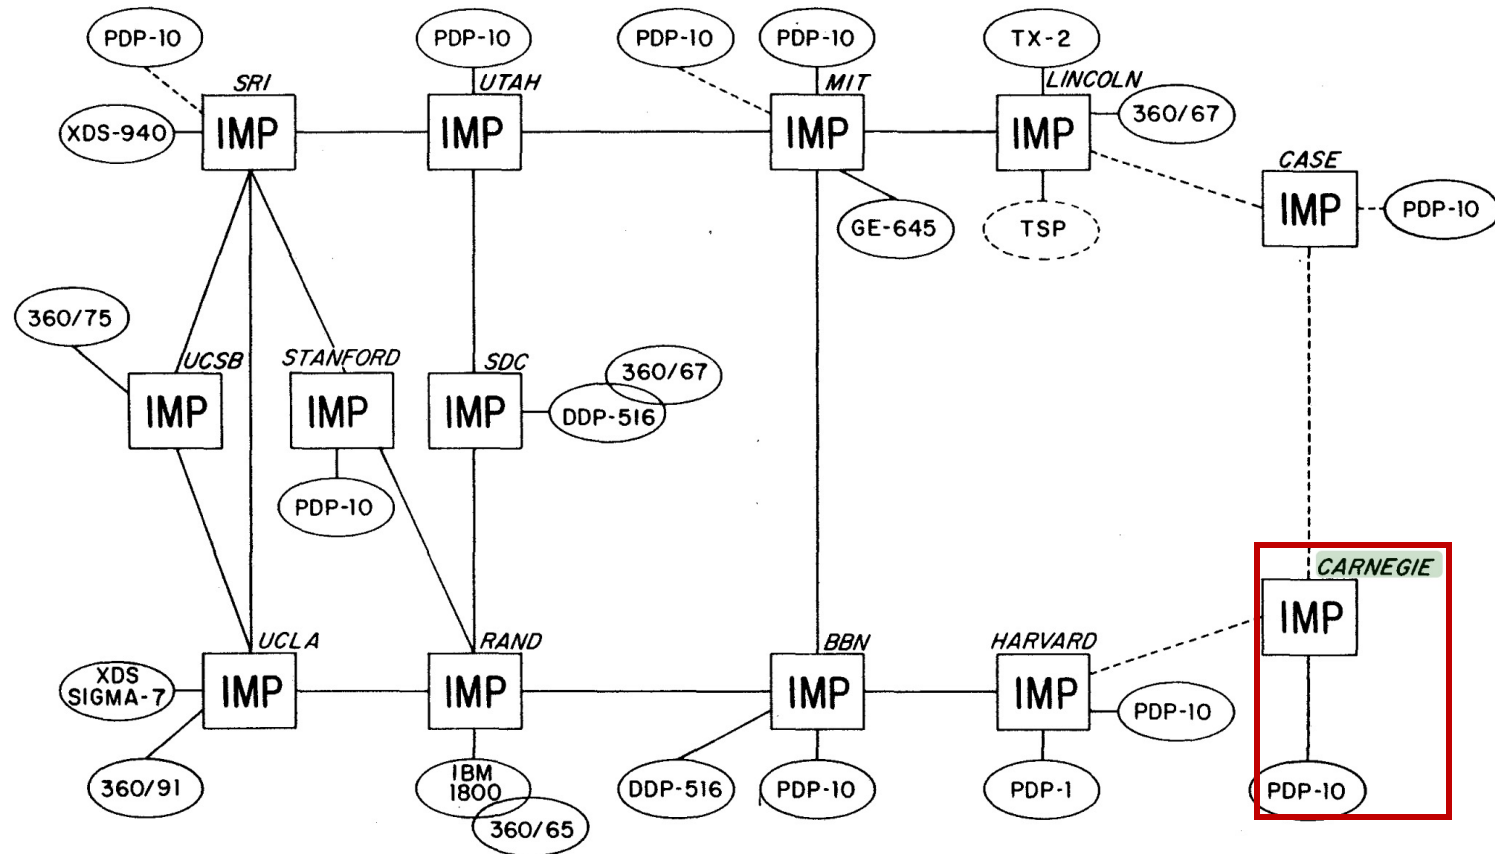 PDP-10
PDP-10
PDP-10
PDP-10
TX-2
SRI
UTAH
MIT
LINCOLN
XDS-940
IMP
IMP
IMP
IMP
360/67
CASE
IMP
PDP-10
GE-645
TSP
360/75
UCSB
STANFORD
SDC
360/67
IMP
IMP
IMP
DDP-516
PDP-10
CARNEGIE
IMP
UCLA
RAND
BBN
HARVARD
XDS
SIGMA-7
IMP
IMP
IMP
IMP
PDP-10
360/91
IBM
1800
360/65
DDP-516
PDP-10
PDP-1
PDP-10